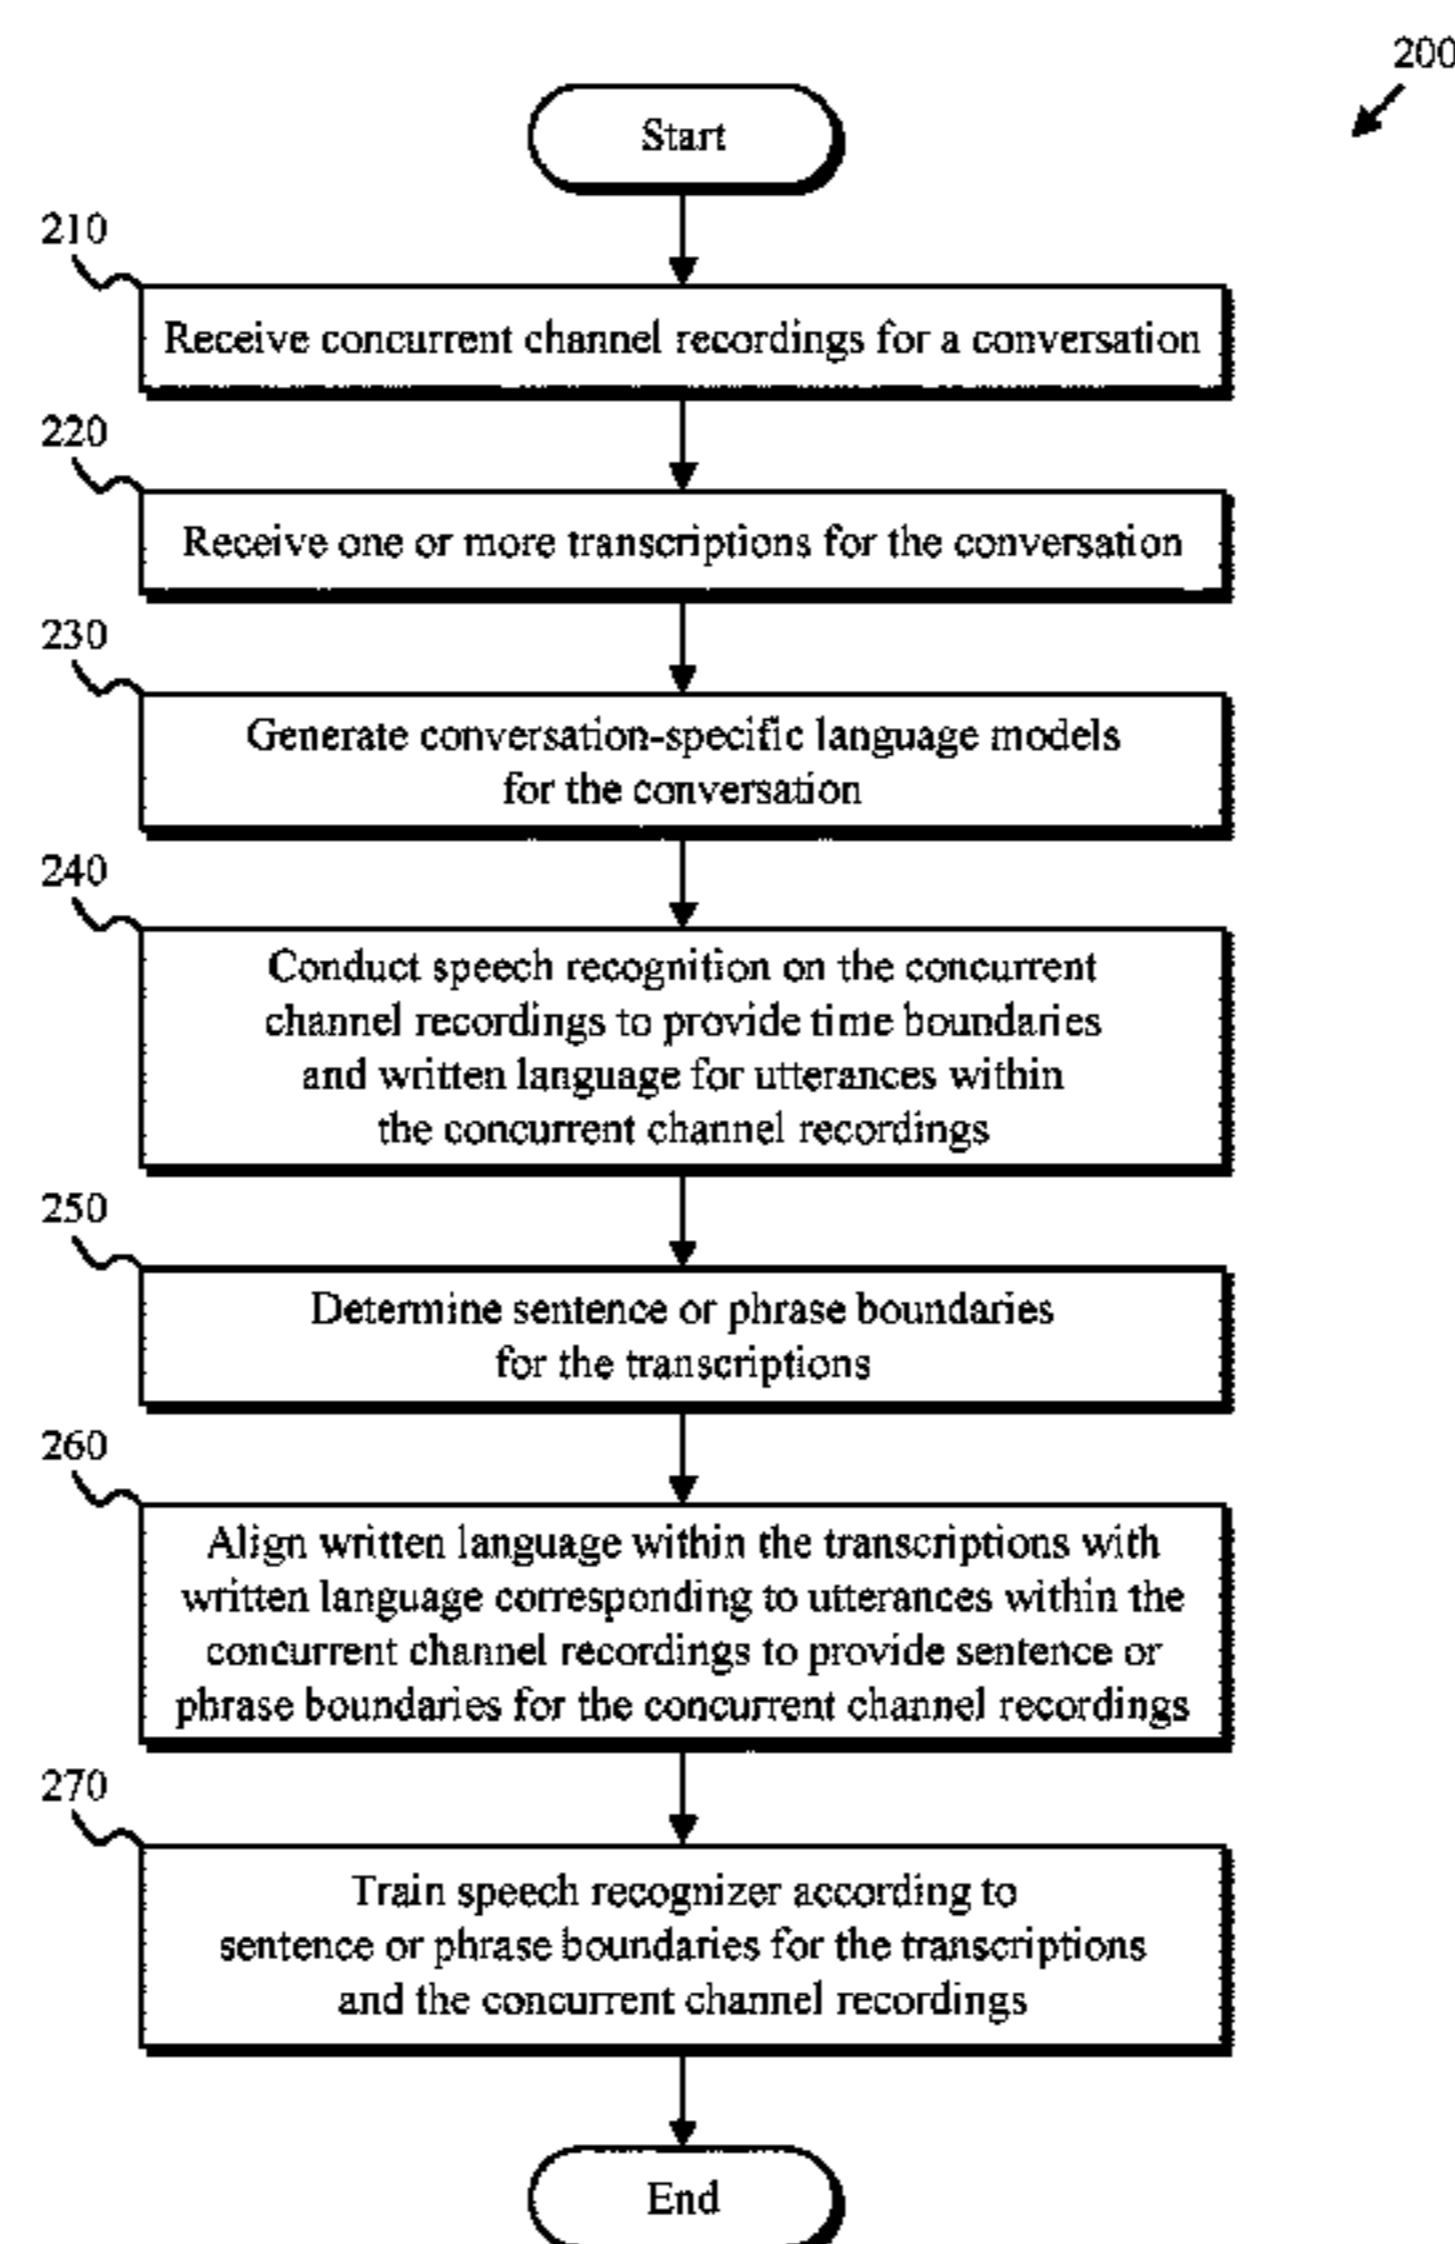 200
Start
210
Receive concurrent channel recordings for a conversation
220
Receive one or more transcriptions for the conversation
230
Generate conversation-specific language models
for the conversation
240
Conduct speech recognition on the concurrent
channel recordings to provide time boundaries
and written language for utterances within
the concurrent channel recordings
250
Determine sentence or phrase boundaries
for the transcriptions
260
Align written language within the transcriptions with
written language corresponding to utterances within the
concurrent channel recordings to provide sentence or
phrase boundaries for the concurrent channel recordings
270
Train speech recognizer according to
sentence or phrase boundaries for the transcriptions
and the concurrent channel recordings
End